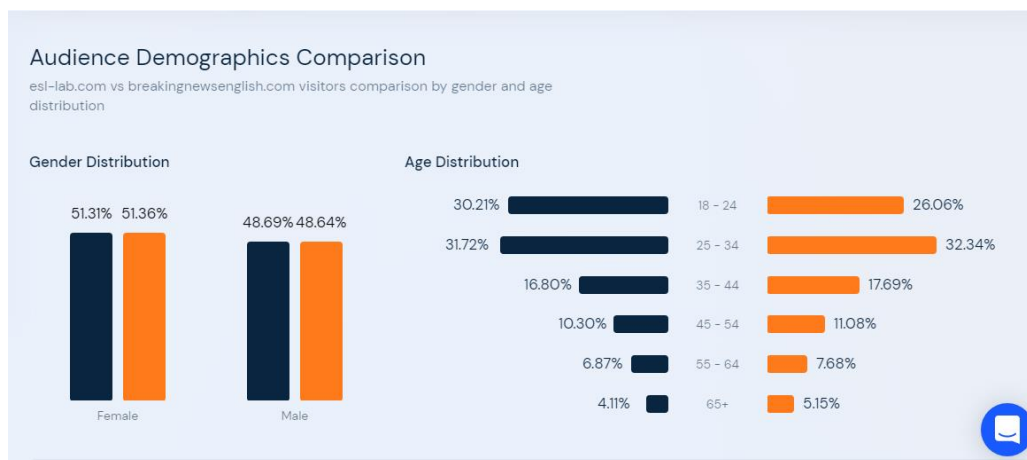 Audience Demographics Comparison
esl-lab.com vs breakingnewsenglish.com visitors comparison by gender and age
distribution
Gender Distribution
51.31% 51.36%
48.69% 48.64%
Female
Male
Age Distribution
30.21% 18 - 24 26.06%
31.72% 25 - 34 32.34%
16.80% 35 - 44 17.69%
10.30% 45 - 54 11.08%
6.87% 55 - 64 7.68%
4.11% 65+ 5.15%